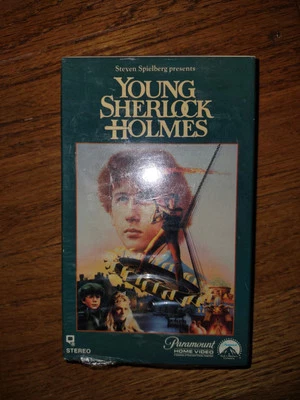 Steven Spielberg presents
YOUNG
SHERLOCK
HOLMES
STEREO
Paramount
HOME VIDEO